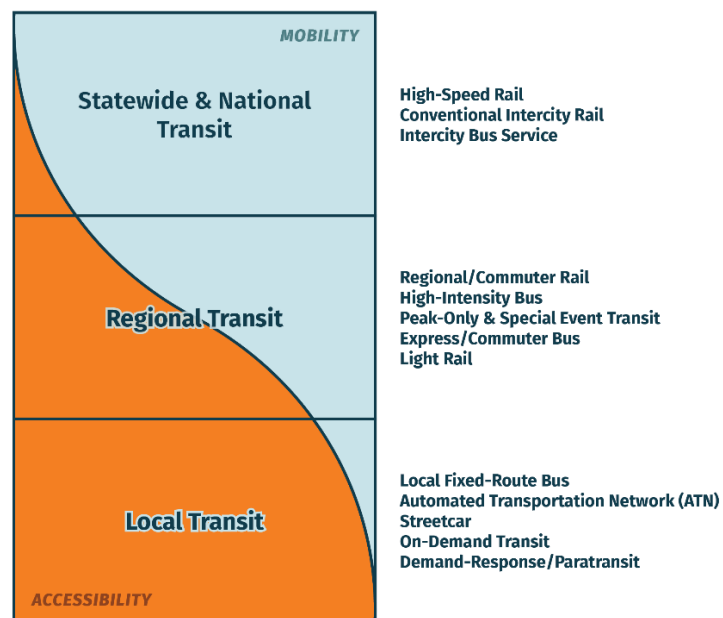 MOBILITY
Statewide & National
Transit
High-Speed Rail
Conventional Intercity Rail
Intercity Bus Service
Regional Transit
Regional/Commuter Rail
High-Intensity Bus
Peak-Only & Special Event Transit
Express/Commuter Bus
Light Rail
Local Transit
Local Fixed-Route Bus
Automated Transportation Network (ATN)
Streetcar
On-Demand Transit
Demand-Response/Paratransit
ACCESSIBILITY